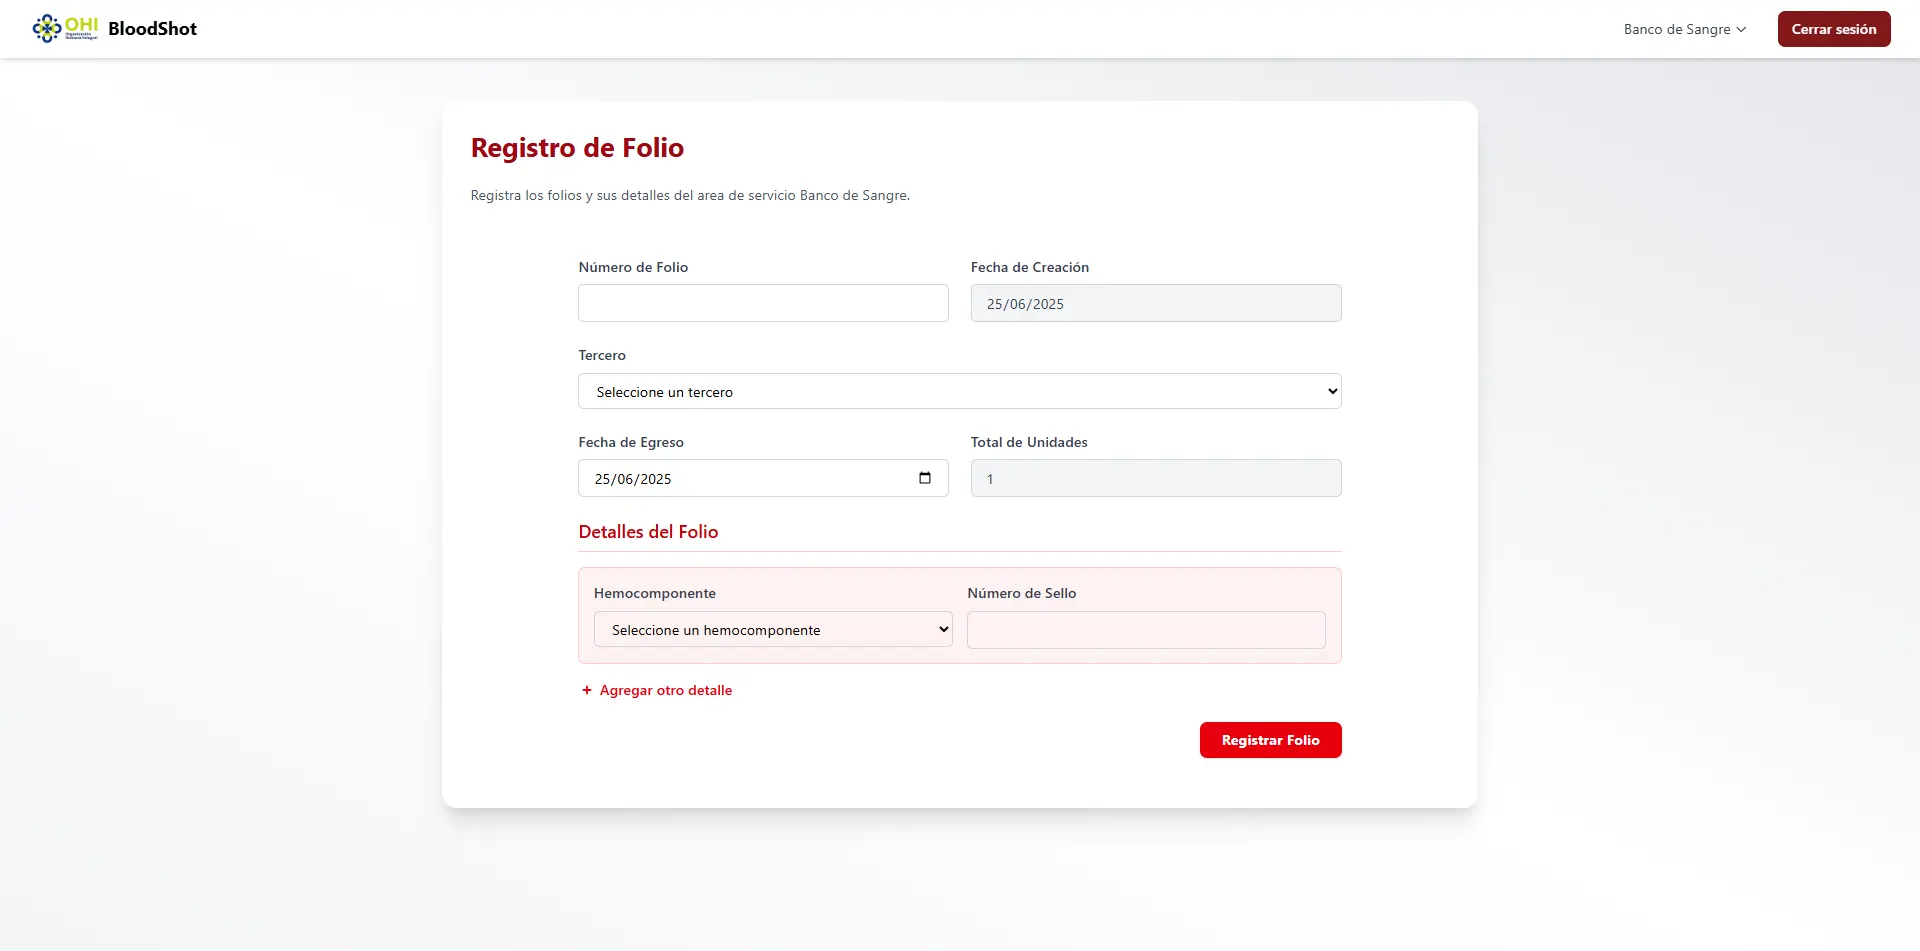 OHI
Organización
Humana Integral
BloodShot
Banco de Sangre
Cerrar sesión
Registro de Folio
Registra los folios y sus detalles del area de servicio Banco de Sangre.
Número de Folio
Fecha de Creación
25/06/2025
Tercero
Seleccione un tercero
Fecha de Egreso
Total de Unidades
25/06/2025
1
Detalles del Folio
Hemocomponente
Número de Sello
Seleccione un hemocomponente
+ Agregar otro detalle
Registrar Folio